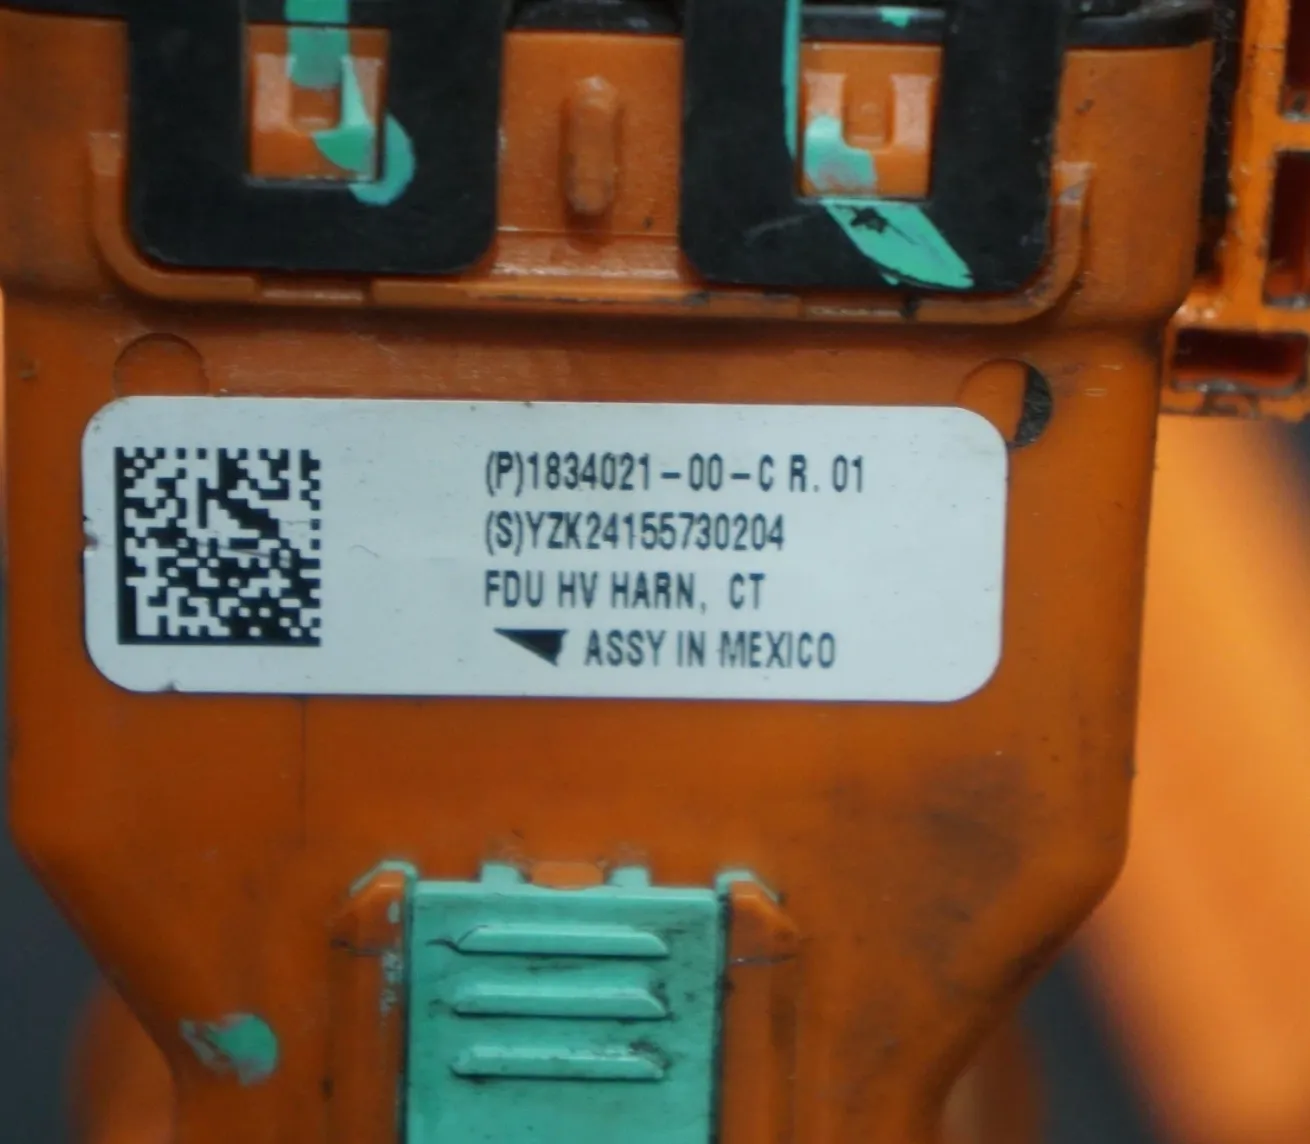 (P)1834021-00-C R. 01
(S)YZK24155730204
FDU HV HARN, CT
ASSY IN MEXICO